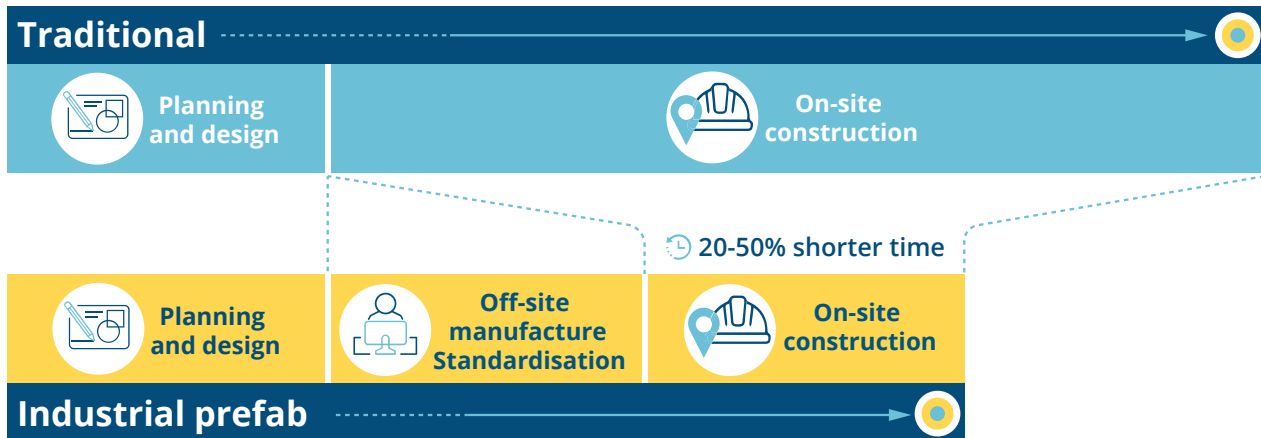 Traditional
Planning
and design
On-site
construction
20-50% shorter time
Planning
and design
Off-site
manufacture
Standardisation
On-site
construction
Industrial prefab